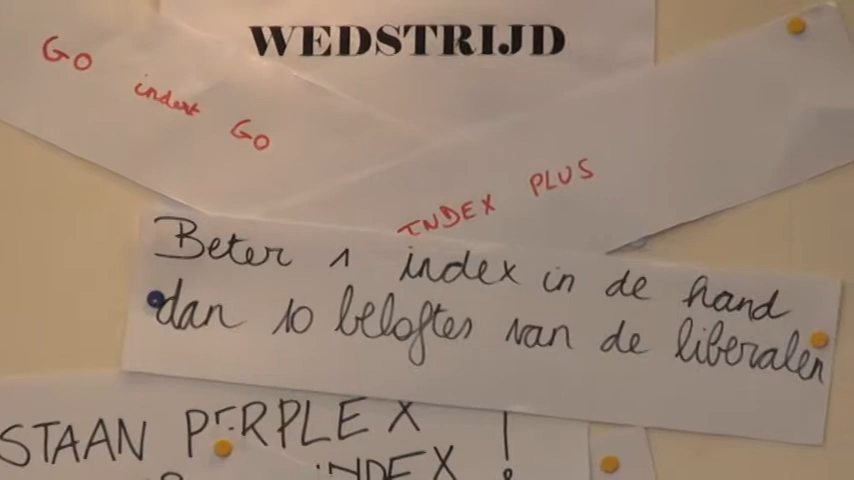 WEDSTRIJD
GO indext GO
INDEX PLUS
Beter 1 index in de hand
dan 10 beloftes van de liberalen
STAAN PERPLEX !
INDEX